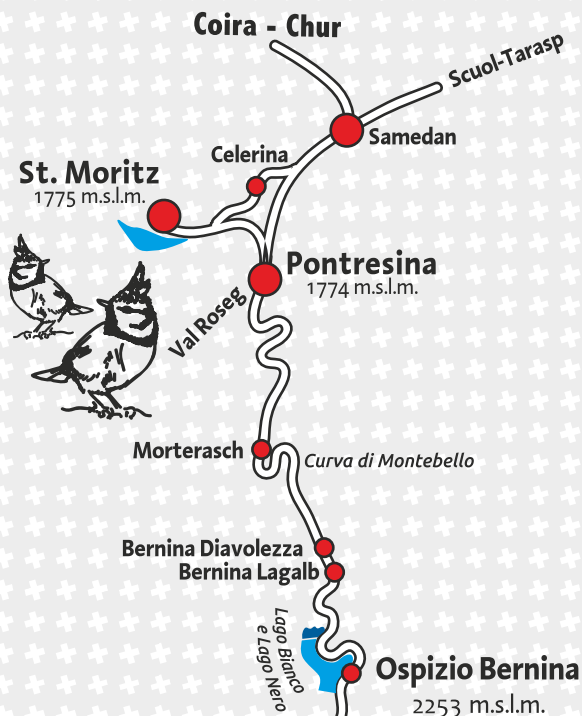 Coira - Chur
Scuol-Tarasp
Samedan
Celerina
St. Moritz
1775 m.s.l.m.
Pontresina
1774 m.s.l.m.
Val Roseg
Morterasch
Curva di Montebello
Bernina Diavolezza
Bernina Lagalb
Lago Bianco
e Lago Nero
Ospizio Bernina
2253 m.s.l.m.